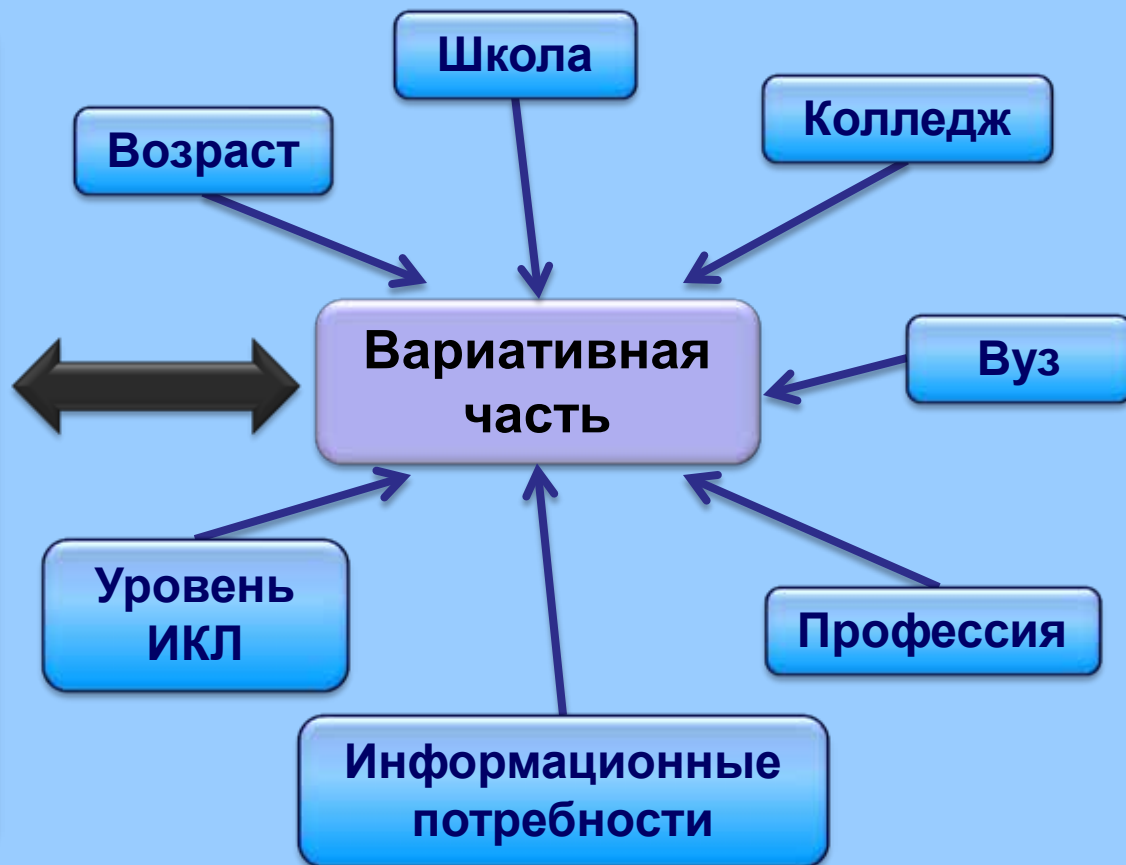 Школа
Колледж
Возраст
Вариативная
часть
Вуз
Уровень
ИКЛ
Профессия
Информационные
потребности